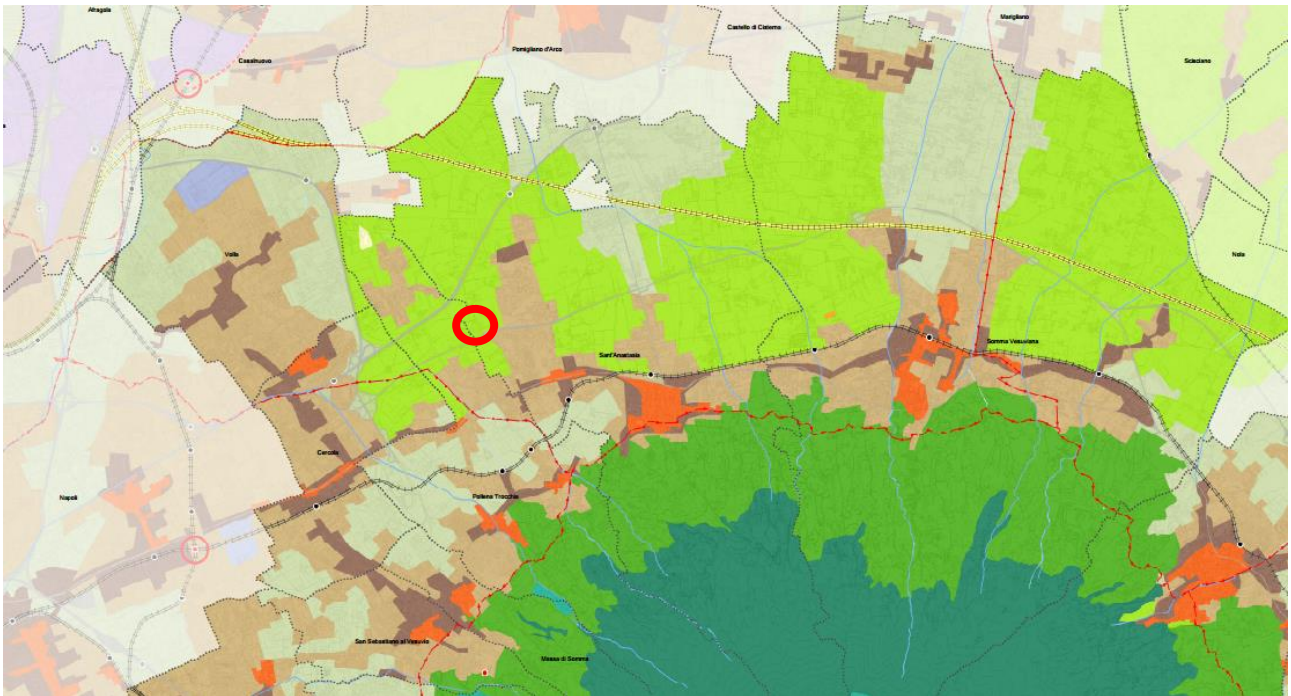 Afragola
Casalnuovo
Pomigliano d'Arco
Castello di Cisterna
Marigliano
Scisciano
Volla
Nola
Sant'Anastasia
Somma Vesuviana
Cercola
Napoli
Pollena Trocchia
San Sebastiano al Vesuvio
Massa di Somma